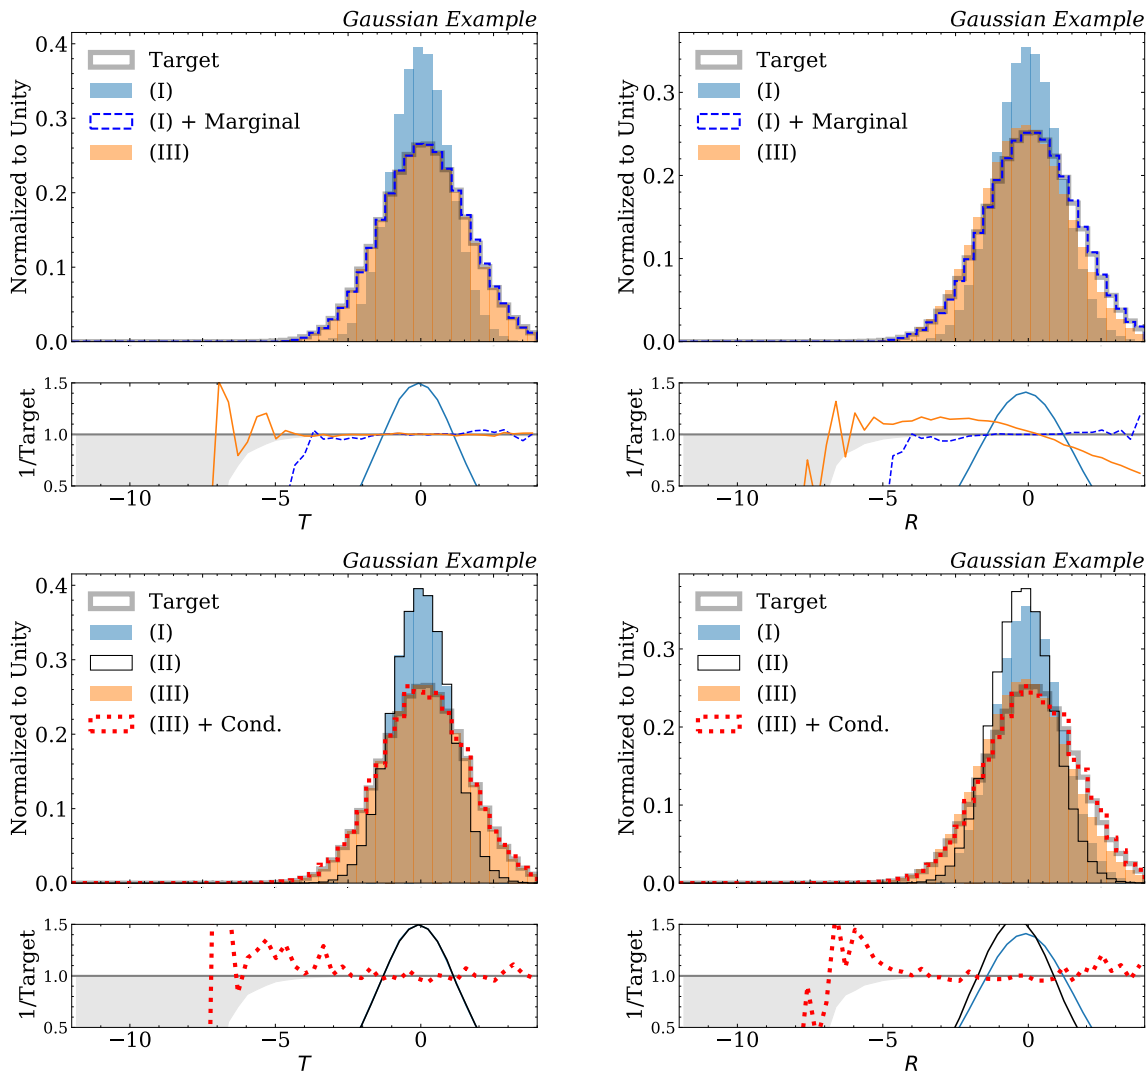 Gaussian Example
Normalized to Unity
0.4
0.3
0.2
0.1
0.0
Target
(I)
(I) + Marginal
(III)
1/Target
1.5
1.0
0.5
−10
−5
0
T
Gaussian Example
Normalized to Unity
0.3
0.2
0.1
0.0
Target
(I)
(I) + Marginal
(III)
1/Target
1.5
1.0
0.5
−10
−5
0
R
Gaussian Example
Normalized to Unity
0.4
0.3
0.2
0.1
0.0
Target
(I)
(II)
(III)
(III) + Cond.
1/Target
1.5
1.0
0.5
−10
−5
0
T
Gaussian Example
Normalized to Unity
0.3
0.2
0.1
0.0
Target
(I)
(II)
(III)
(III) + Cond.
1/Target
1.5
1.0
0.5
−10
−5
0
R